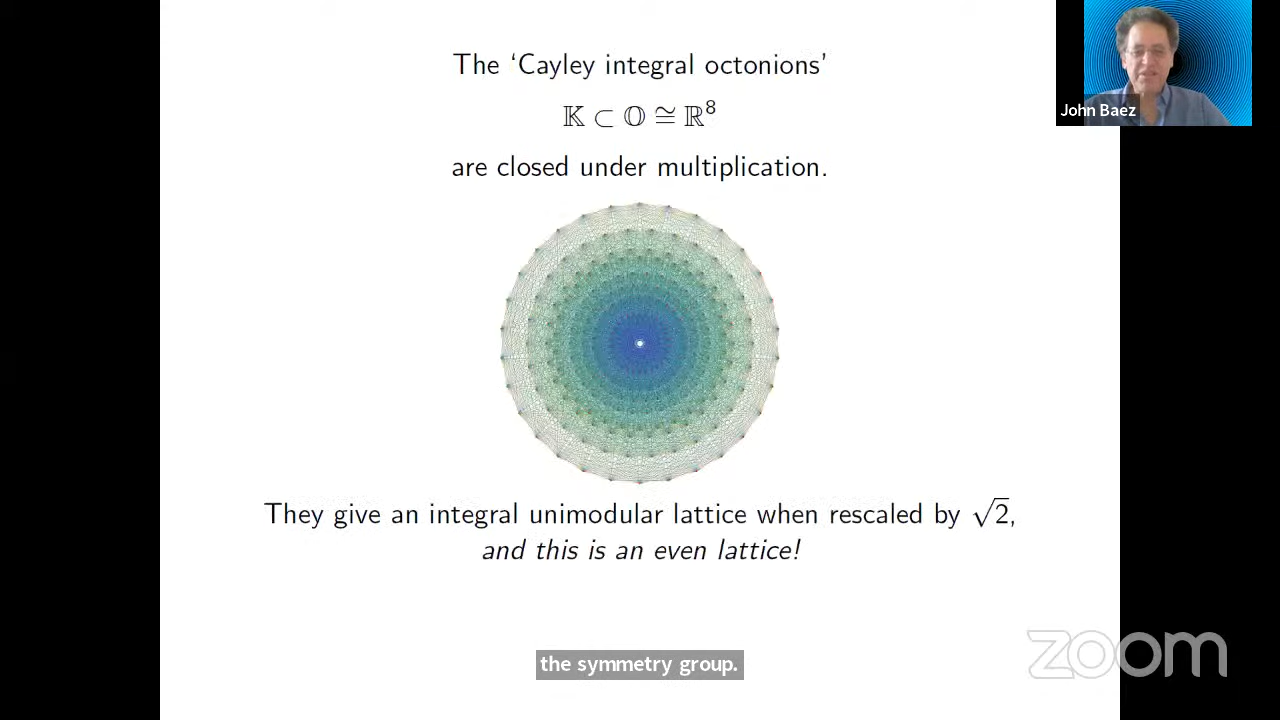 The ‘Cayley integral octonions’
𝕂 ⊂ 𝕆 ≅ ℝ⁸
are closed under multiplication.
They give an integral unimodular lattice when rescaled by √2,
and this is an even lattice!
John Baez
the symmetry group.
zoom